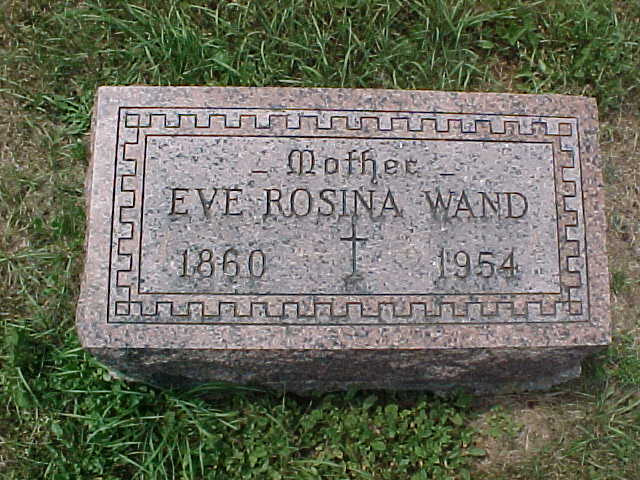 - Mother -
EVE ROSINA WAND
1860 1954